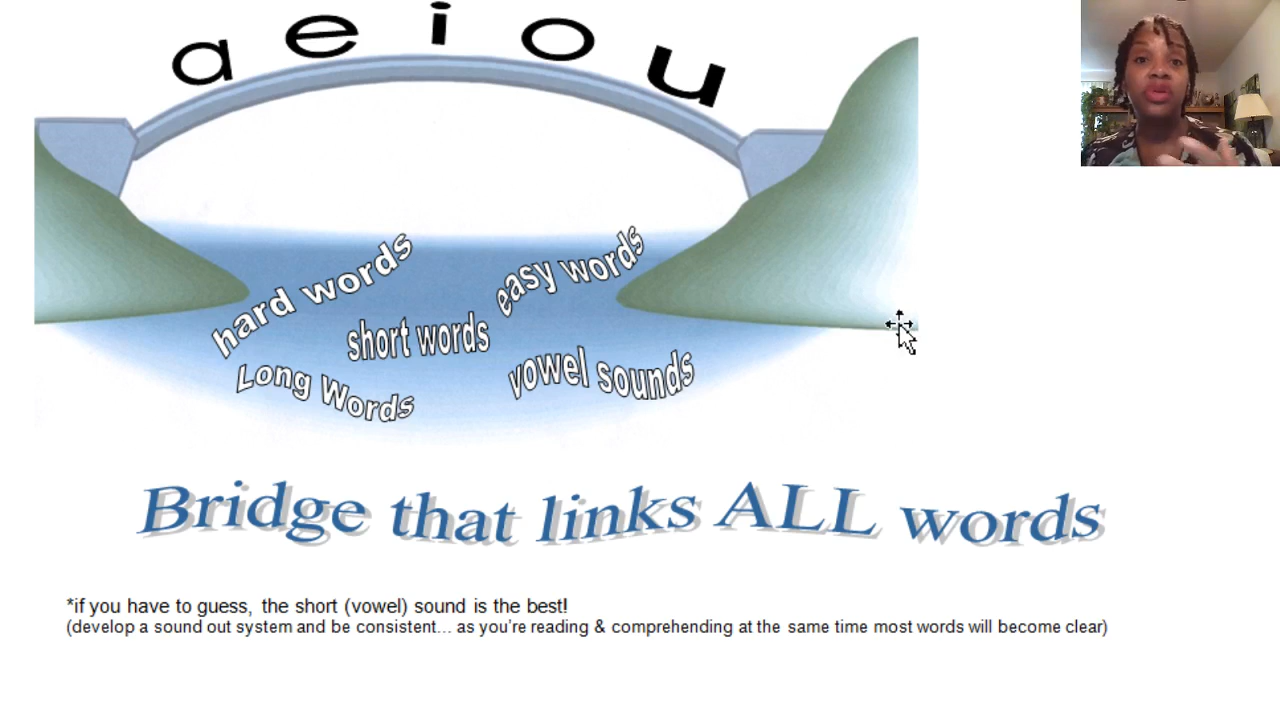 a e i o u
hard words
easy words
short words
Long Words
vowel sounds
Bridge that links ALL words
*if you have to guess, the short (vowel) sound is the best!
(develop a sound out system and be consistent... as you're reading & comprehending at the same time most words will become clear)